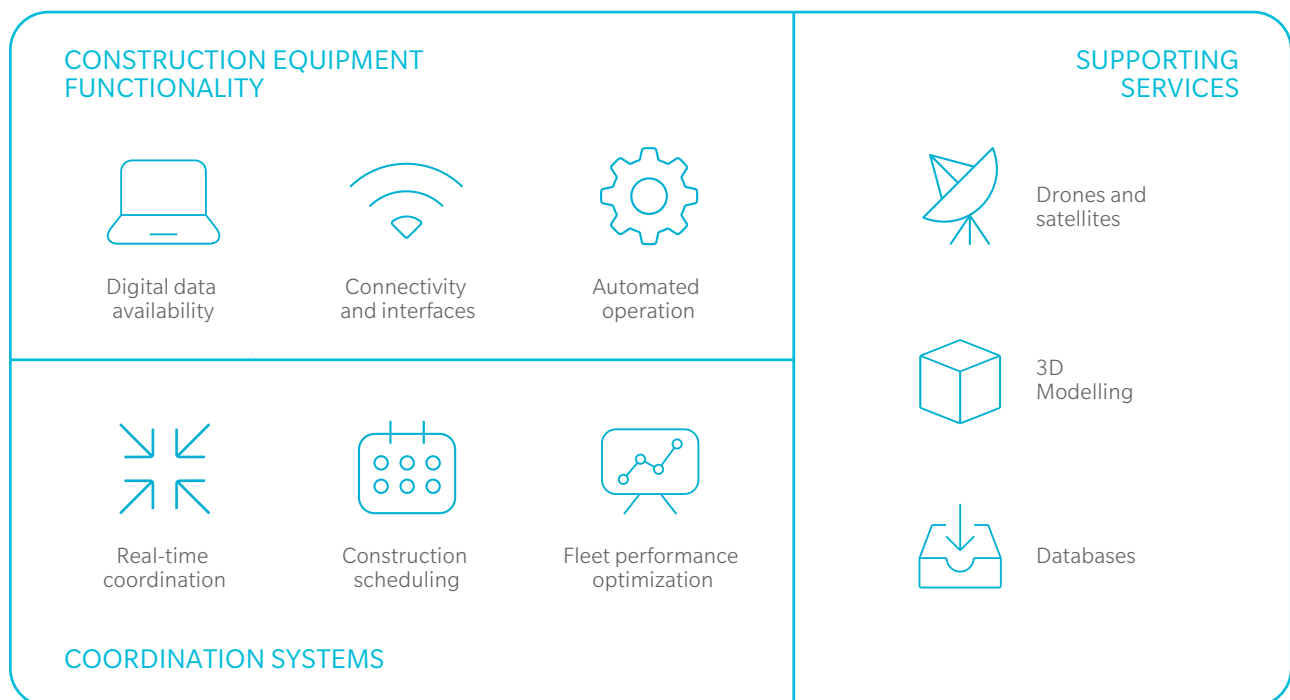 CONSTRUCTION EQUIPMENT
FUNCTIONALITY
Digital data
availability
Connectivity
and interfaces
Automated
operation
Real-time
coordination
Construction
scheduling
Fleet performance
optimization
COORDINATION SYSTEMS
SUPPORTING
SERVICES
Drones and
satellites
3D
Modelling
Databases